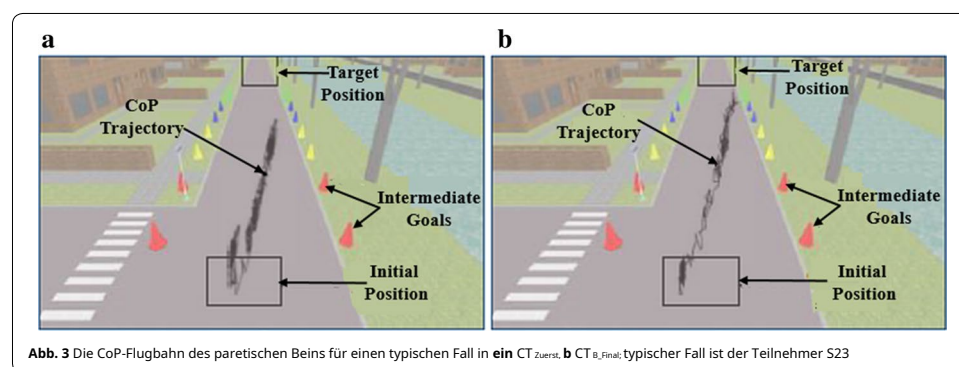 a
b
Target
Position
CoP
Trajectory
Intermediate
Goals
Initial
Position
Target
Position
CoP
Trajectory
Intermediate
Goals
Initial
Position
Abb. 3 Die CoP-Flugbahn des paretischen Beins für einen typischen Fall in ein CT Zuerst, b CT B_Final; typischer Fall ist der Teilnehmer S23